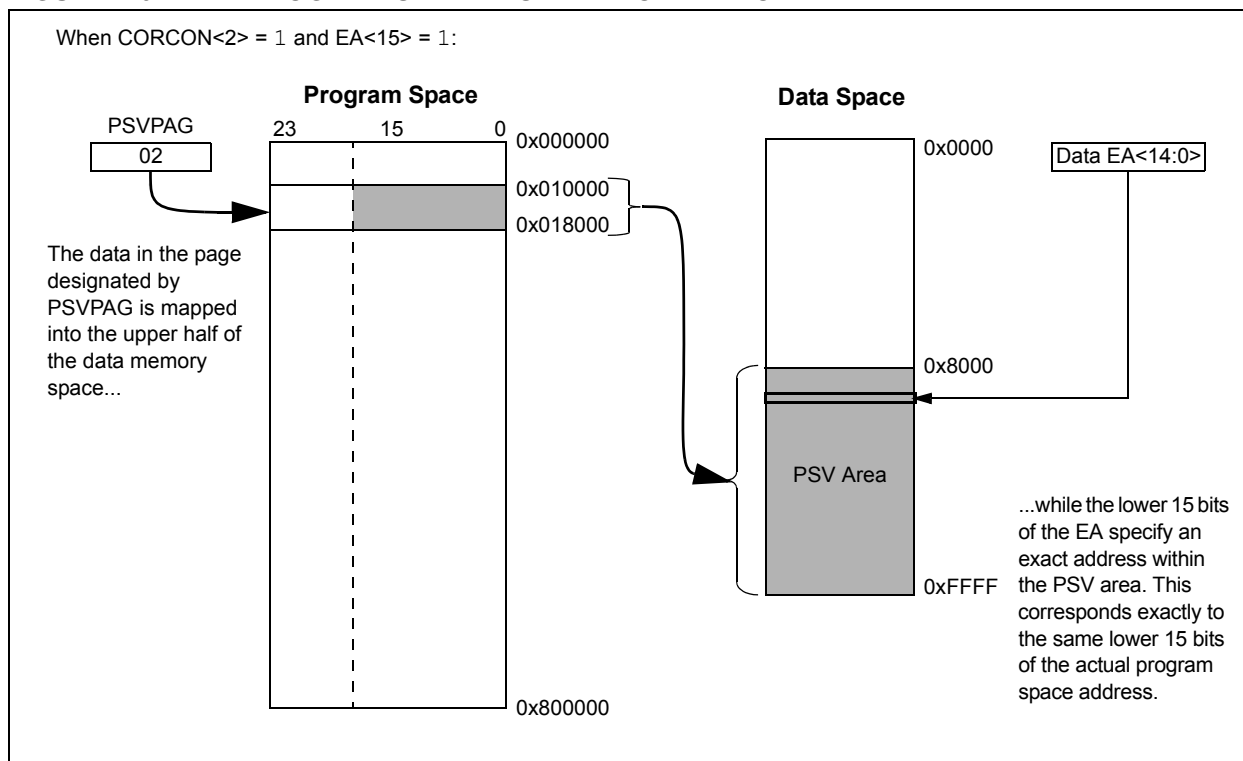 When CORCON<2> = 1 and EA<15> = 1:
Program Space
Data Space
PSVPAG
02
23 15 0
0x000000
0x010000
0x018000
0x800000
The data in the page
designated by
PSVPAG is mapped
into the upper half of
the data memory
space...
0x0000
0x8000
0xFFFF
PSV Area
Data EA<14:0>
...while the lower 15 bits
of the EA specify an
exact address within
the PSV area. This
corresponds exactly to
the same lower 15 bits
of the actual program
space address.